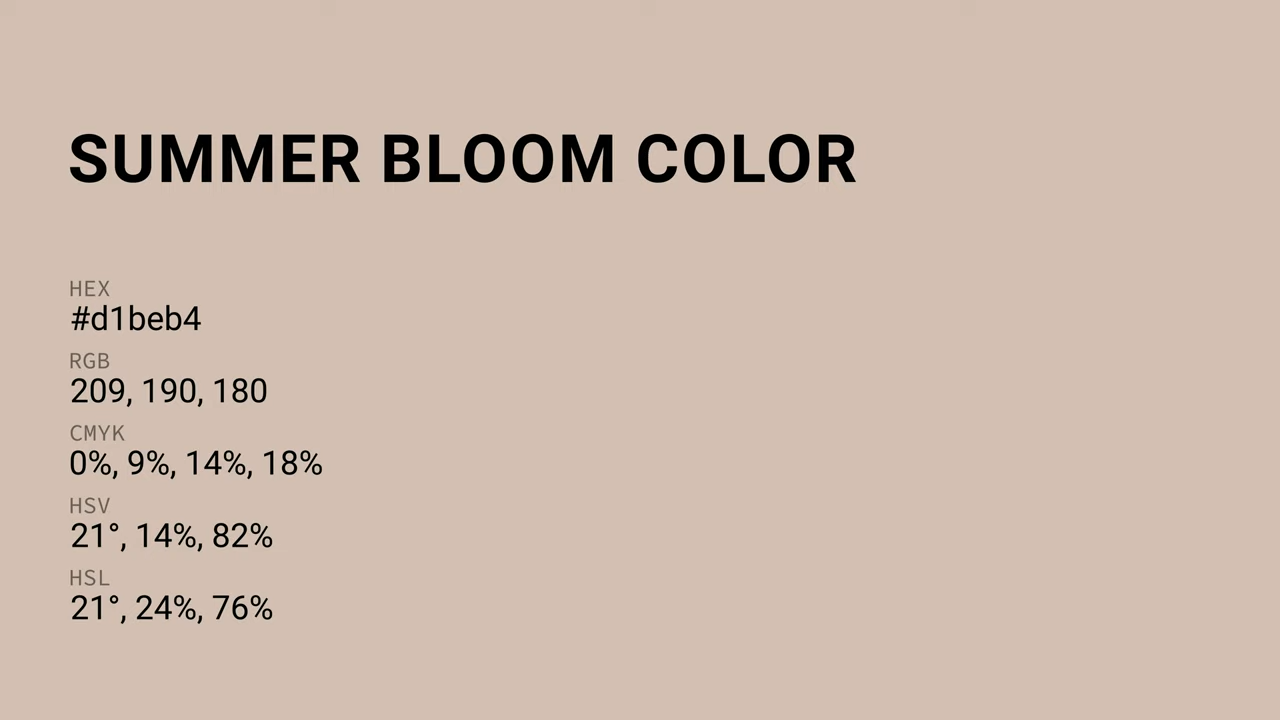 SUMMER BLOOM COLOR
HEX
#d1beb4
RGB
209, 190, 180
CMYK
0%, 9%, 14%, 18%
HSV
21°, 14%, 82%
HSL
21°, 24%, 76%